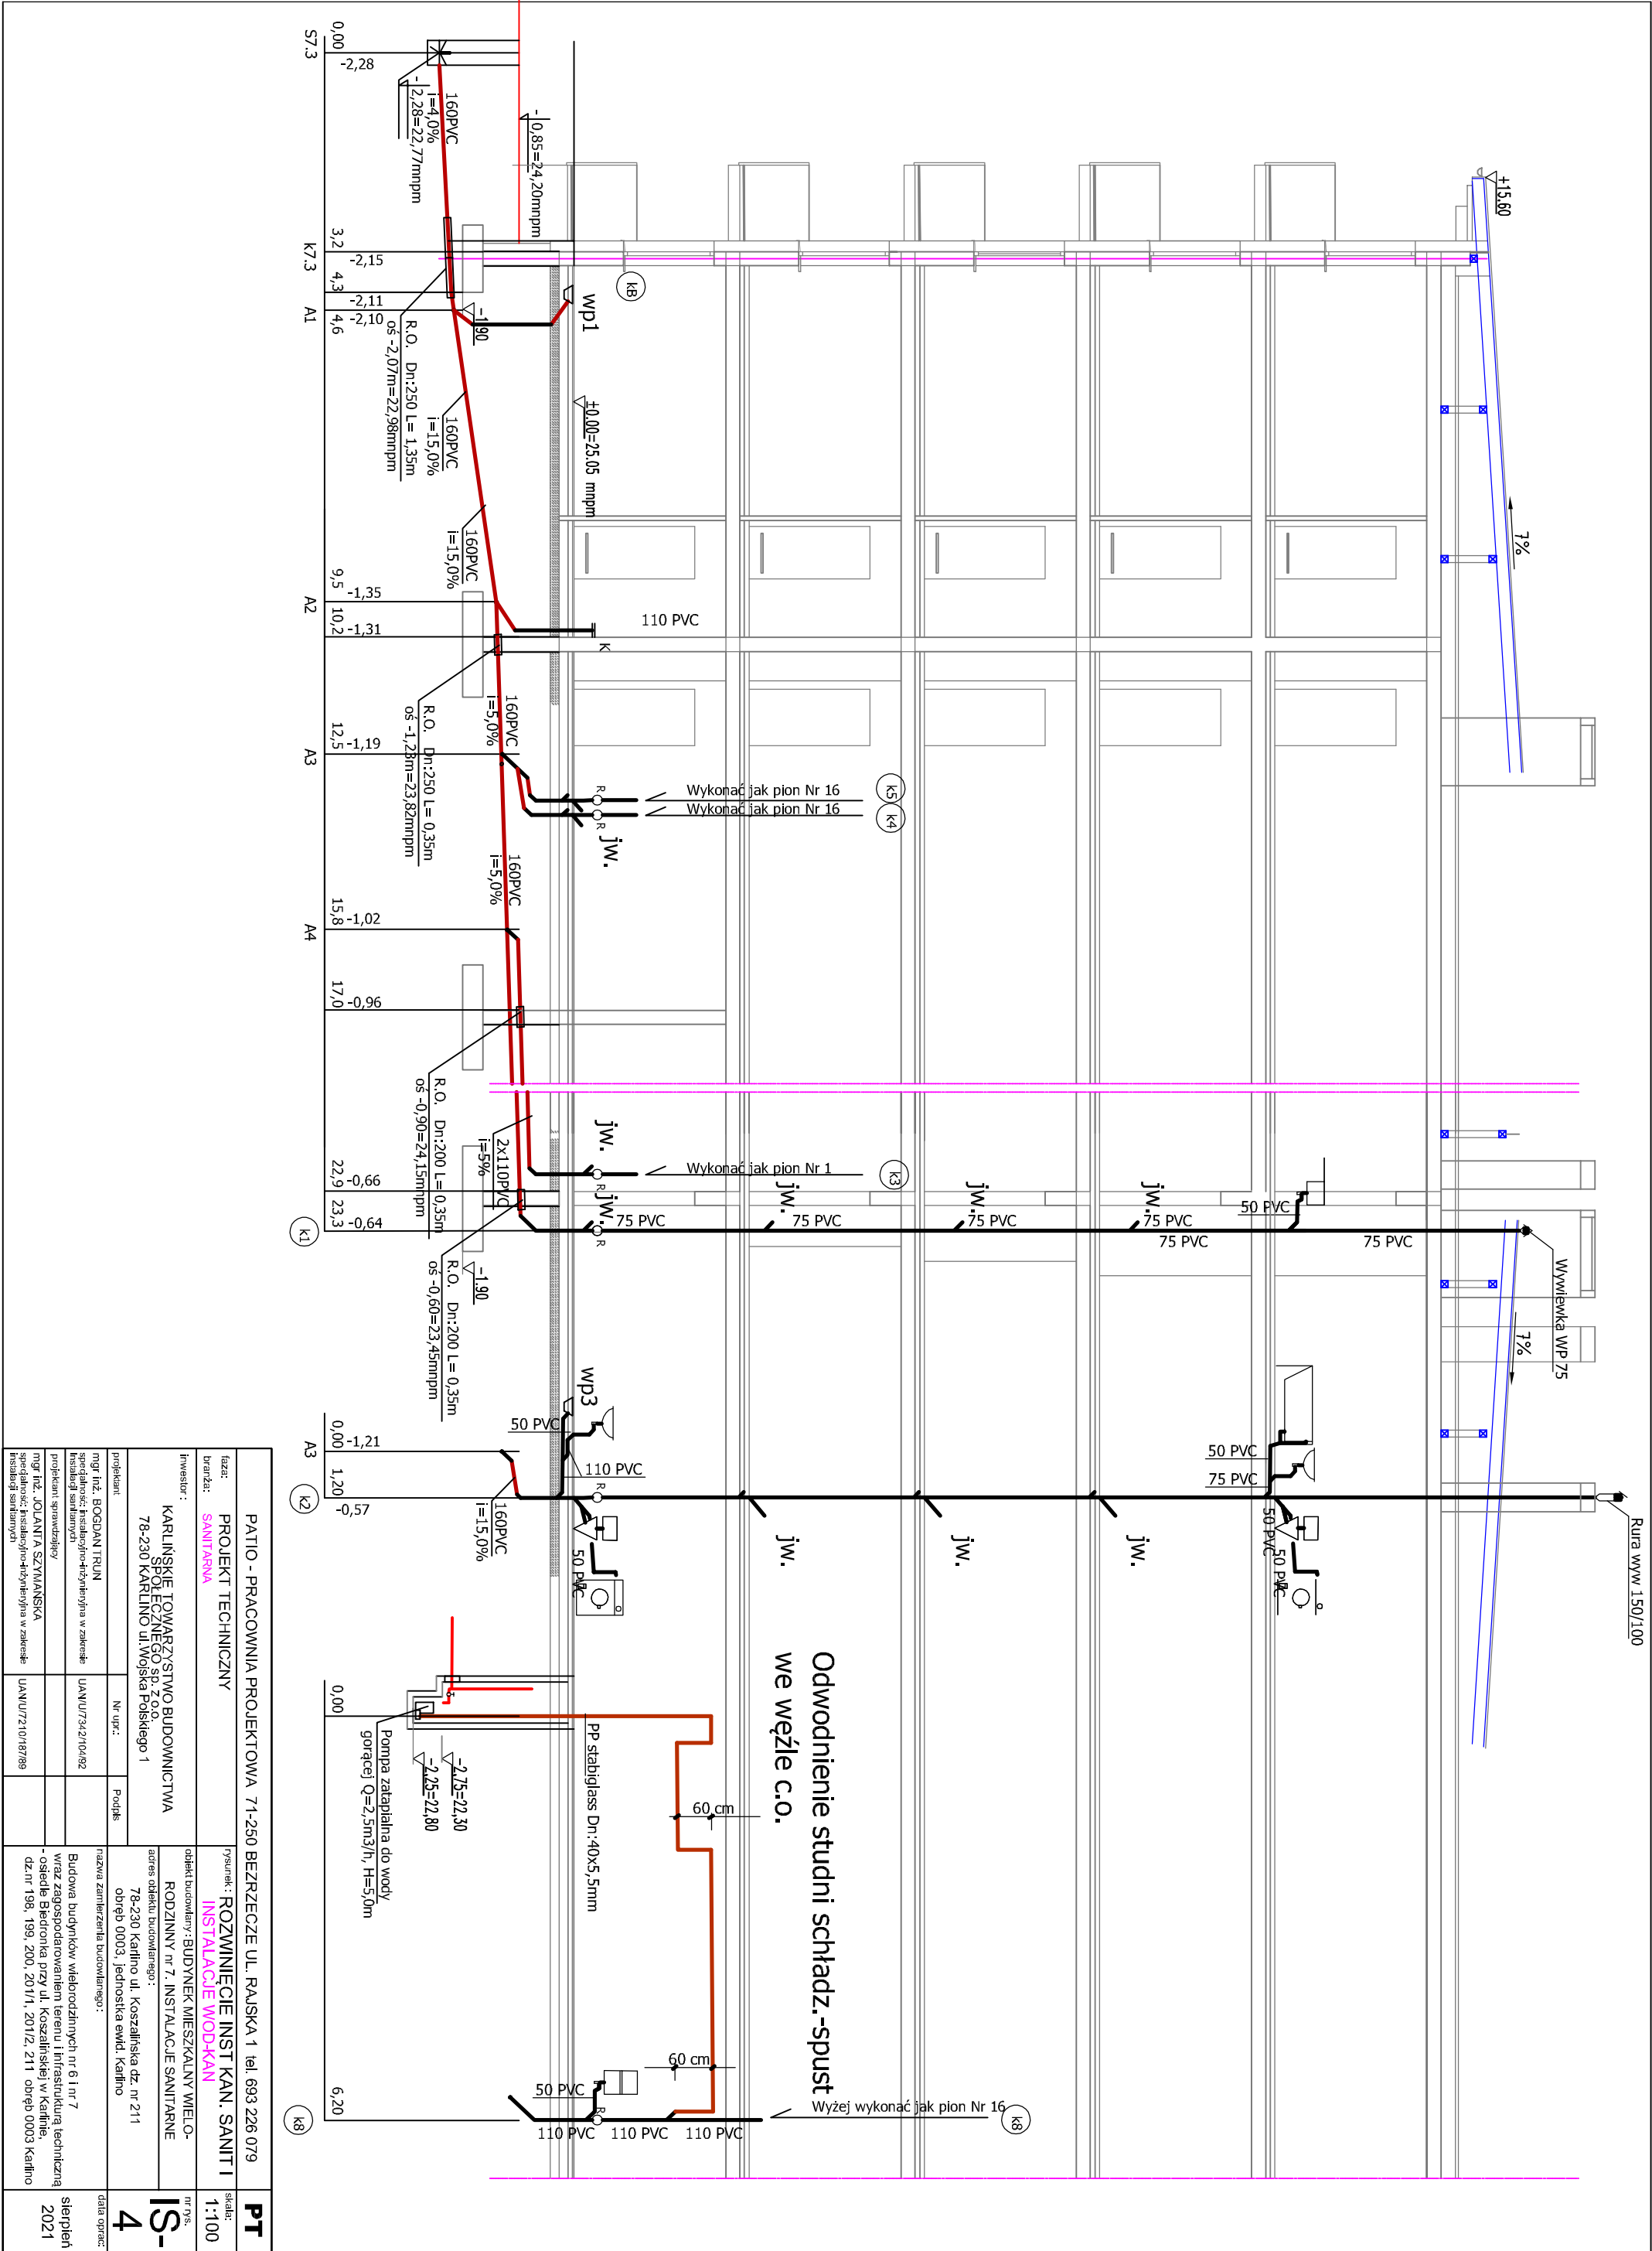 +15.60
7%
7%
Wywiewka WP 75
Rura wyw 150/100
- 0,85=24,20mnpm
kB
wp1
±0.00=25.05 mnpm
-1.90
110 PVC
K
Wykonać jak pion Nr 16
Wykonać jak pion Nr 16
k5
k4
R
R
jw.
jw.
Wykonać jak pion Nr 1
k3
R
jw.
jw.
jw.
jw.
R
75 PVC
75 PVC
75 PVC
75 PVC
75 PVC
75 PVC
50 PVC
wp3
50 PVC
110 PVC
R
50 PVC
50 PVC
75 PVC
50 PVC
50 PVC
jw.
jw.
jw.
160PVC
i=4,0%
-2,28=22,77mnpm
160PVC
i=15,0%
R.O. Dn:250 L= 1,35m
oś -2,07m=22,98mnpm
160PVC
i=15,0%
160PVC
i=5,0%
R.O. Dn:250 L= 0,35m
oś -1,23m=23,82mnpm
160PVC
i=5,0%
R.O. Dn:200 L= 0,35m
oś -0,90=24,15mnpm
2x110PVC
i=5%
R.O. Dn:200 L= 0,35m
oś -0,60=23,45mnpm
-1.90
160PVC
i=15,0%
0,00
-2,28
3,2
-2,15
4,3
-2,11
4,6
-2,10
9,5
-1,35
10,2
-1,31
12,5
-1,19
15,8
-1,02
17,0
-0,96
22,9
-0,66
23,3
-0,64
S7.3
k7.3
A1
A2
A3
A4
k1
0,00
-1,21
1,20
-0,57
A3
k2
Odwodnienie studni schładz.-spust
we węźle c.o.
PP stabiglass Dn:40x5,5mm
-2.75=22,30
-2.25=22,80
Pompa zatapialna do wody
gorącej Q=2,5m3/h, H=5,0m
60 cm
60 cm
50 PVC
R
110 PVC
110 PVC
110 PVC
Wyżej wykonać jak pion Nr 16
k8
0,00
6,20
k8
PATIO - PRACOWNIA PROJEKTOWA 71-250 BEZRZECZE UL. RAJSKA 1 tel. 693 226 079
PT
faza:
PROJEKT TECHNICZNY
branża:
SANITARNA
rysunek:
ROZWINIĘCIE INST KAN. SANIT I
INSTALACJE WOD-KAN
skala:
1:100
inwestor:
KARLIŃSKIE TOWARZYSTWO BUDOWNICTWA
SPOŁECZNEGO sp. z o.o.
78-230 KARLINO ul.Wojska Polskiego 1
obiekt budowlany:
BUDYNEK MIESZKALNY WIELO-
RODZINNY nr 7. INSTALACJE SANITARNE
adres obiektu budowlanego:
78-230 Karlino ul. Koszalińska dz. nr 211
obręb 0003, jednostka ewid. Karlino
nr rys.
IS-
4
projektant
Nr upr.:
Podpis
mgr inż. BOGDAN TRUN
specjalność: instalacyjno-inżynieryjna w zakresie
instalacji sanitarnych
UAN/U/7342/104/92
projektant sprawdzający
mgr inż. JOLANTA SZYMAŃSKA
specjalność: instalacyjno-inżynieryjna w zakresie
instalacji sanitarnych
UAN/U/7210/187/89
nazwa zamierzenia budowlanego:
Budowa budynków wielorodzinnych nr 6 i nr 7
wraz zagospodarowaniem terenu i infrastrukturą techniczną
- osiedle Biedronka przy ul. Koszalińskiej w Karlinie,
dz.nr 198, 199, 200, 201/1, 201/2, 211 obręb 0003 Karlino
data oprac:
sierpień
2021